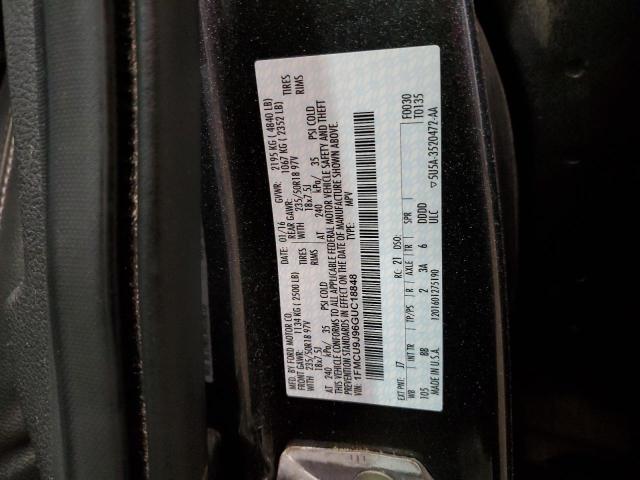 MFD. BY FORD MOTOR CO.
DATE: 01/16 GVWR: 2195 KG ( 4840 LB)
FRONT GAWR: 1134 KG ( 2500 LB) REAR GAWR: 1067 KG ( 2352 LB)
WITH 235/50R18 97V TIRES WITH 235/50R18 97V TIRES
18x7.5J RIMS 18x7.5J RIMS
AT 240 kPa/ 35 PSI COLD AT 240 kPa/ 35 PSI COLD
THIS VEHICLE CONFORMS TO ALL APPLICABLE FEDERAL MOTOR VEHICLE SAFETY AND THEFT
PREVENTION STANDARDS IN EFFECT ON THE DATE OF MANUFACTURE SHOWN ABOVE.
VIN: 1FMCU9J96GUC18848 TYPE: MPV
F0030
T0135
EXT PNT: J7 RC: 21 DSO:
WB INT TR TP/PS R AXLE TR SPR
105 BB 2 3A 6 DDDD
MADE IN U.S.A. 1201601275190 ULC
5U5A-3520472-AA